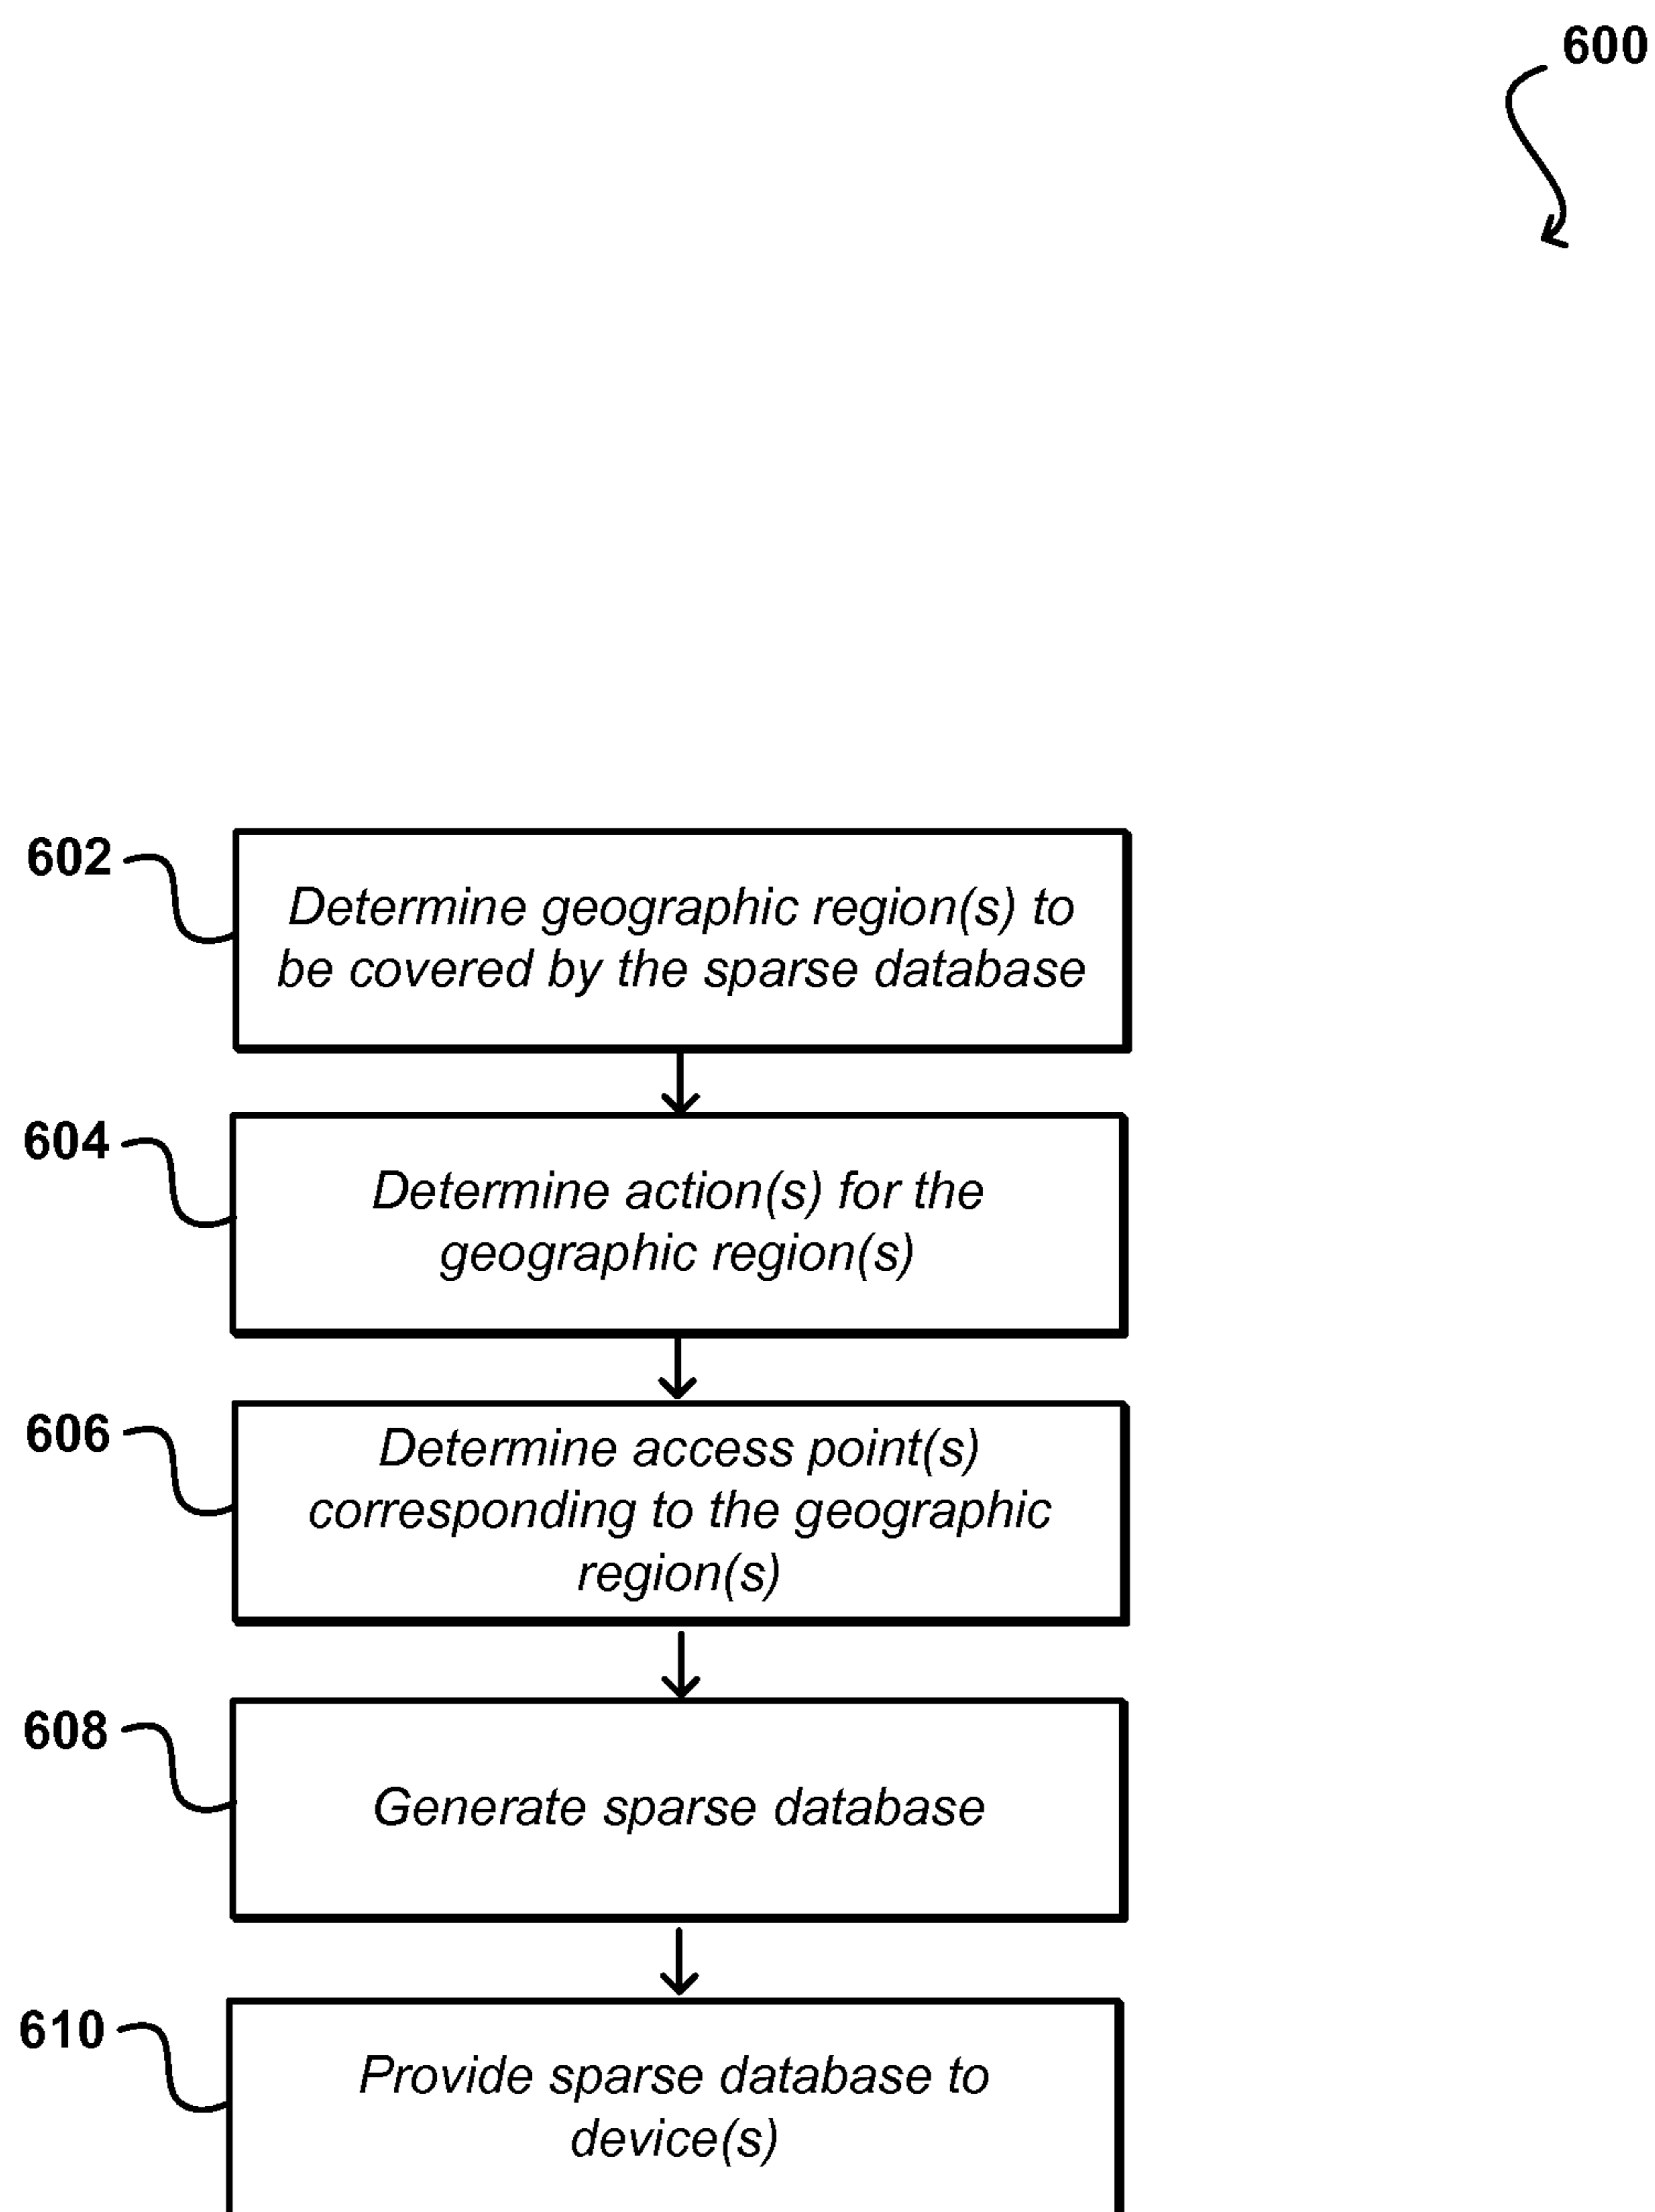 600
602
Determine geographic region(s) to
be covered by the sparse database
604
Determine action(s) for the
geographic region(s)
606
Determine access point(s)
corresponding to the geographic
region(s)
608
Generate sparse database
610
Provide sparse database to
device(s)